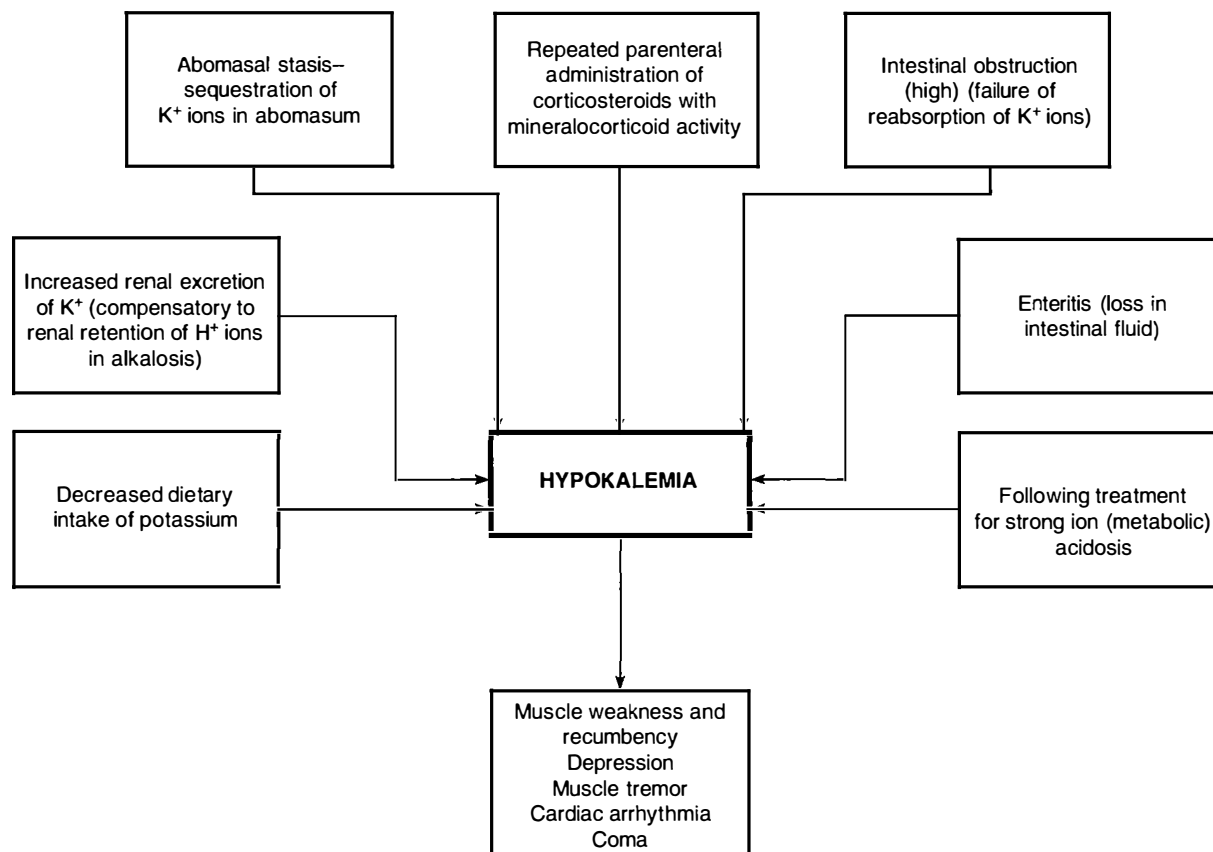 Abomasal stasis–
sequestration of
K⁺ ions in abomasum
Repeated parenteral
administration of
corticosteroids with
mineralocorticoid activity
Intestinal obstruction
(high) (failure of
reabsorption of K⁺ ions)
Increased renal excretion
of K⁺ (compensatory to
renal retention of H⁺ ions
in alkalosis)
Enteritis (loss in
intestinal fluid)
Decreased dietary
intake of potassium
HYPOKALEMIA
Following treatment
for strong ion (metabolic)
acidosis
Muscle weakness and
recumbency
Depression
Muscle tremor
Cardiac arrhythmia
Coma